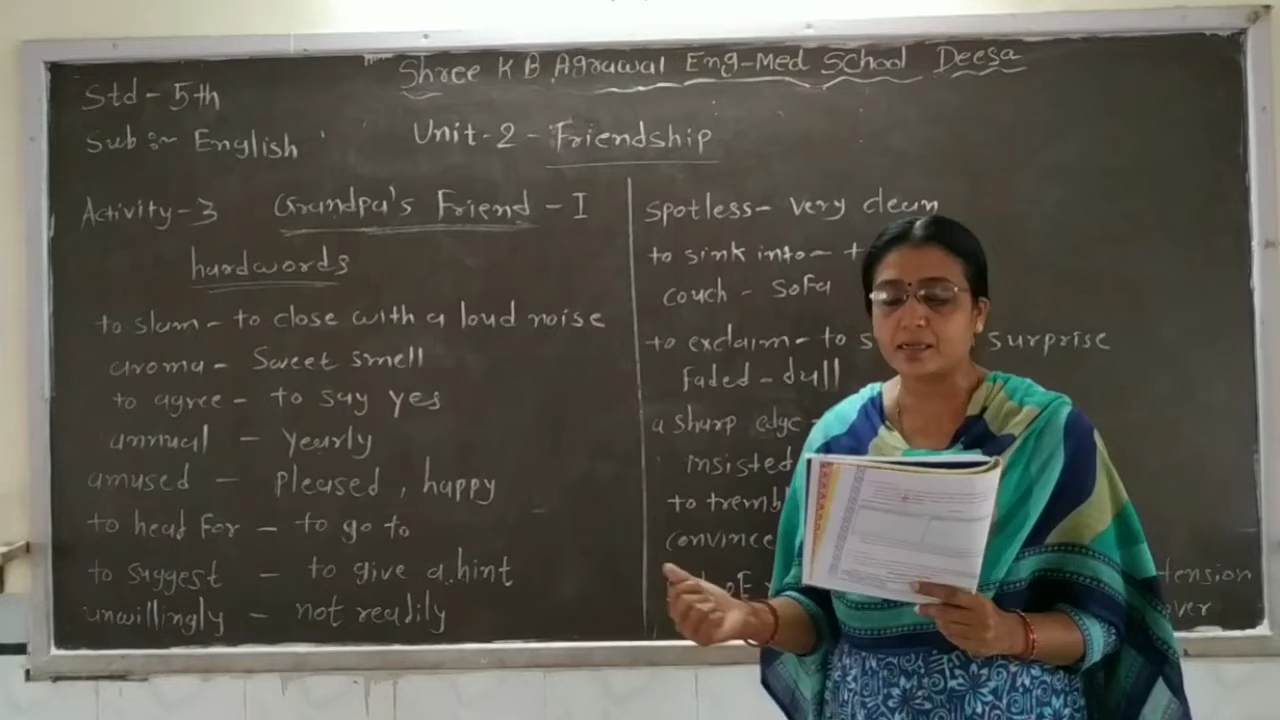 Shree K B Agrawal Eng-Med School Deesa
Std - 5th
Sub :- English
Unit-2 - Friendship
Activity-3 Grandpa's Friend - I
hardwords
to slam - to close with a loud noise
aroma - Sweet smell
to agree - to say yes
annual - yearly
amused - pleased, happy
to head for - to go to
to suggest - to give a hint
unwillingly - not readily
spotless - very clean
to sink into - t
couch - sofa
to exclaim - to s surprise
faded - dull
a sharp edge -
insisted
to trembl
convince
of tension
over